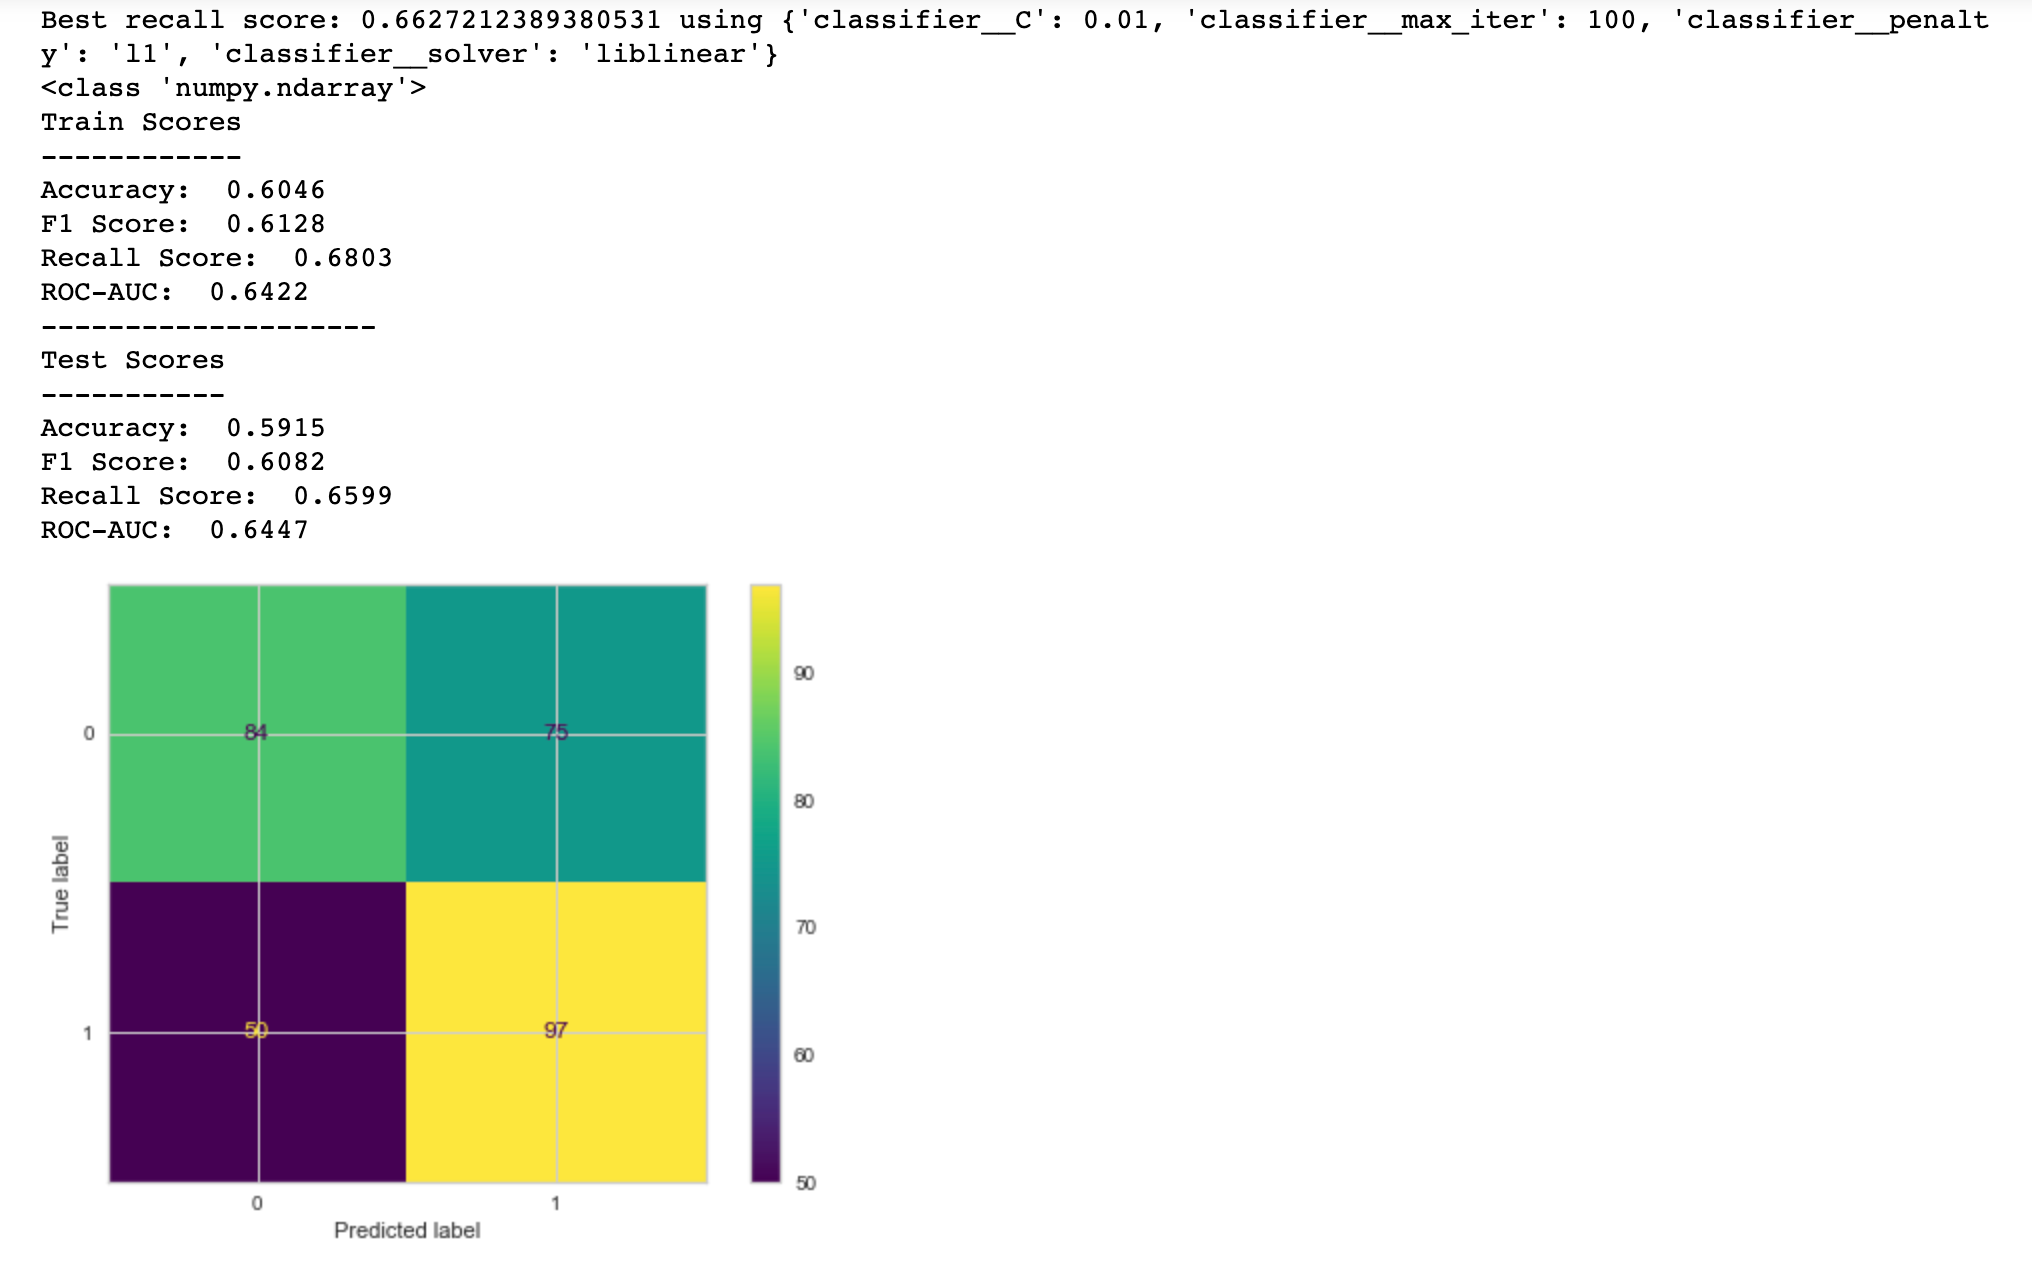 Best recall score: 0.6627212389380531 using {'classifier__C': 0.01, 'classifier__max_iter': 100, 'classifier__penalt
y': 'l1', 'classifier__solver': 'liblinear'}
<class 'numpy.ndarray'>
Train Scores
------------
Accuracy:  0.6046
F1 Score:  0.6128
Recall Score:  0.6803
ROC-AUC:  0.6422
--------------------
Test Scores
-----------
Accuracy:  0.5915
F1 Score:  0.6082
Recall Score:  0.6599
ROC-AUC:  0.6447
90
0 84 75
80
True label
70
1 50 97
60
50
0 1
Predicted label